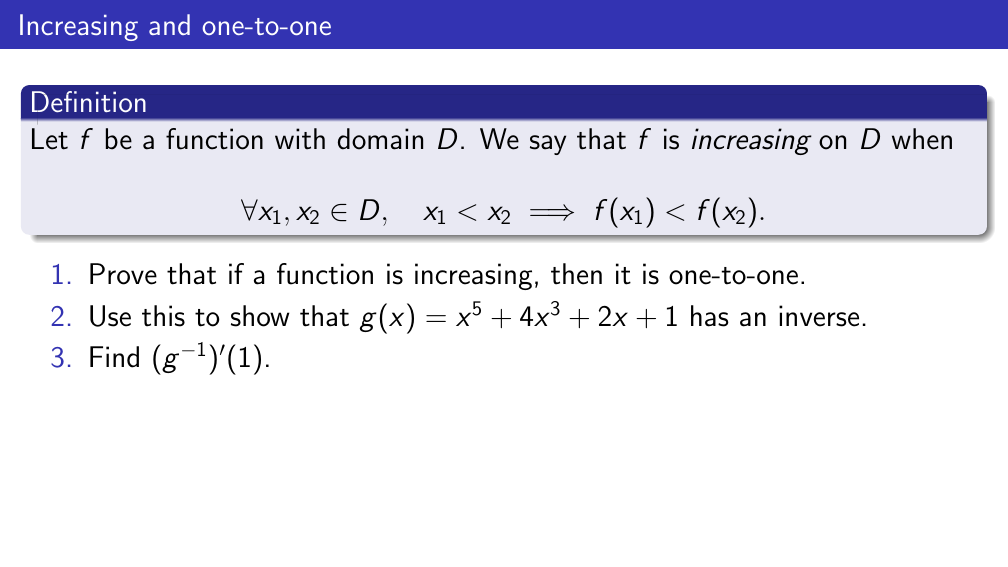 Increasing and one-to-one
Definition
Let f be a function with domain D. We say that f is increasing on D when
∀x₁, x₂ ∈ D, x₁ < x₂ ⟹ f(x₁) < f(x₂).
1. Prove that if a function is increasing, then it is one-to-one.
2. Use this to show that g(x) = x⁵ + 4x³ + 2x + 1 has an inverse.
3. Find (g⁻¹)′(1).